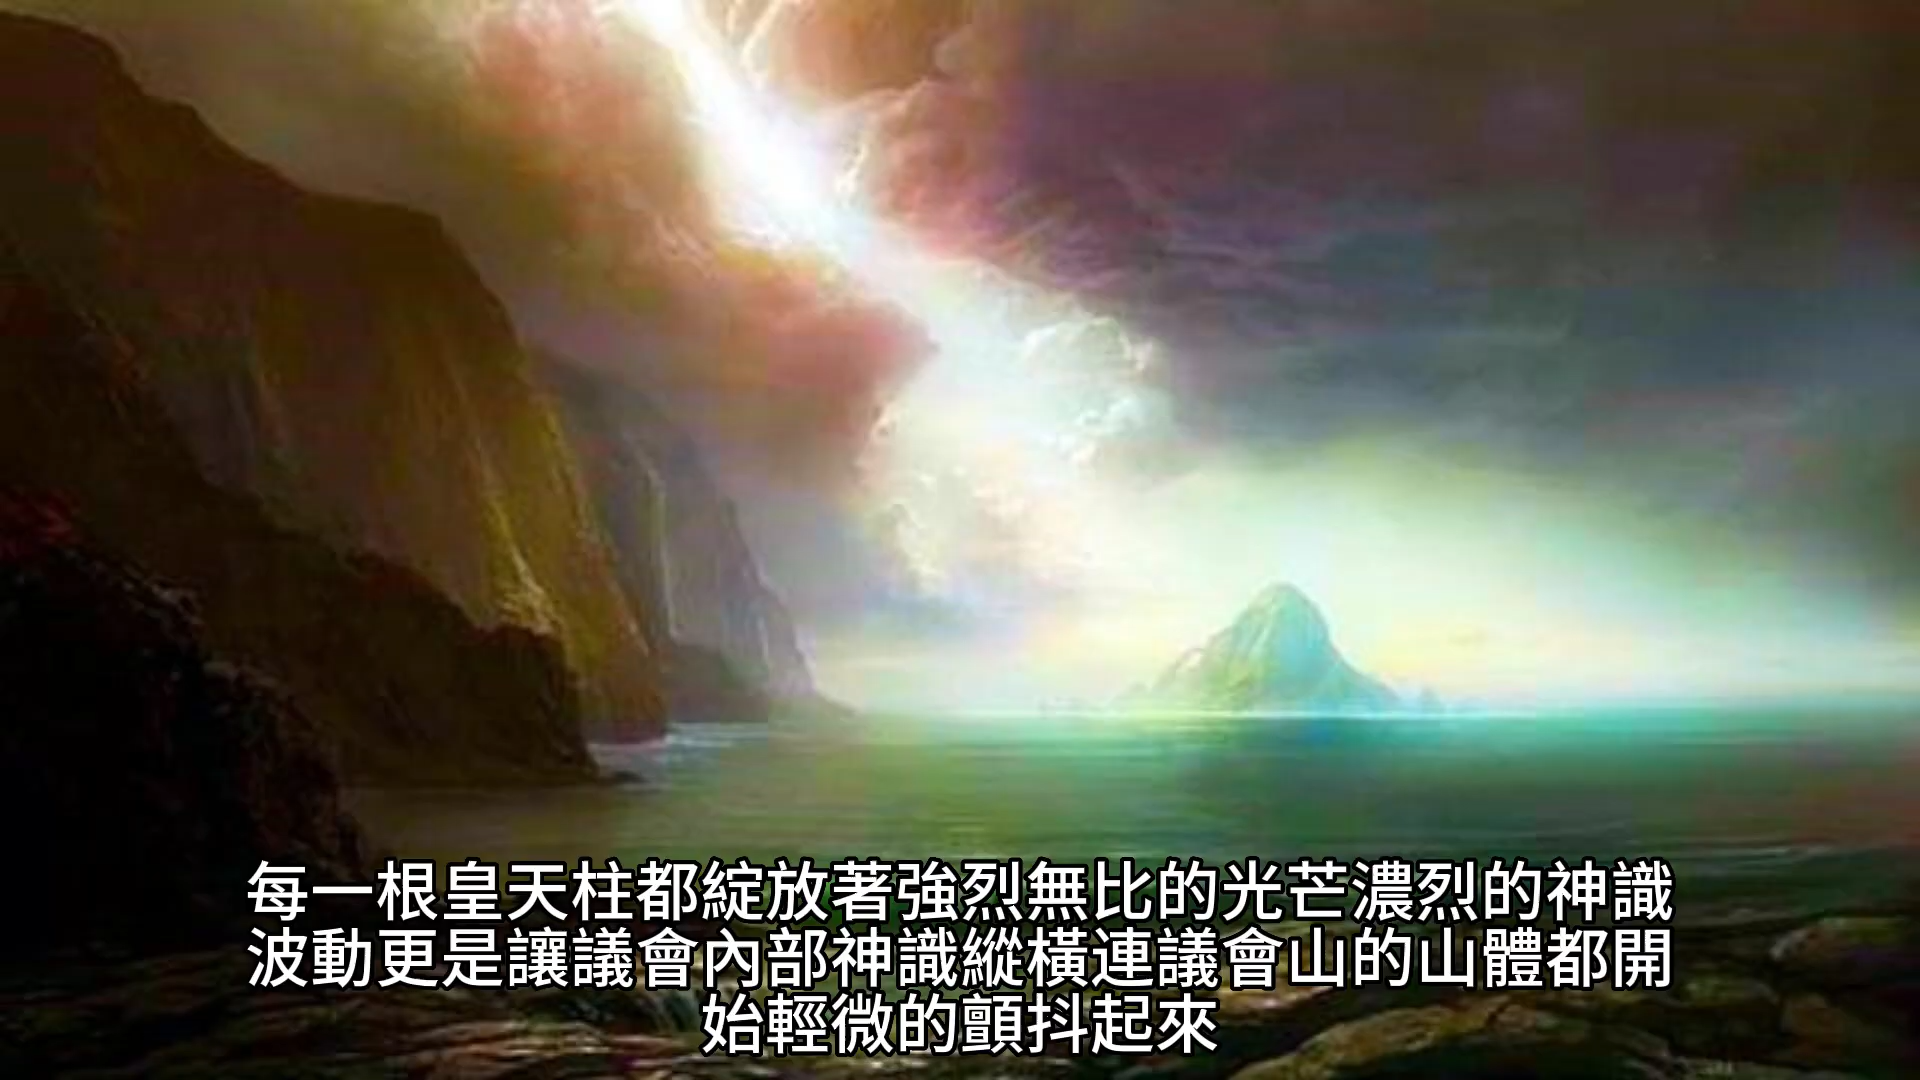 每一根皇天柱都綻放著強烈無比的光芒濃烈的神識
波動更是讓議會內部神識縱橫連議會山的山體都開
始輕微的顫抖起來